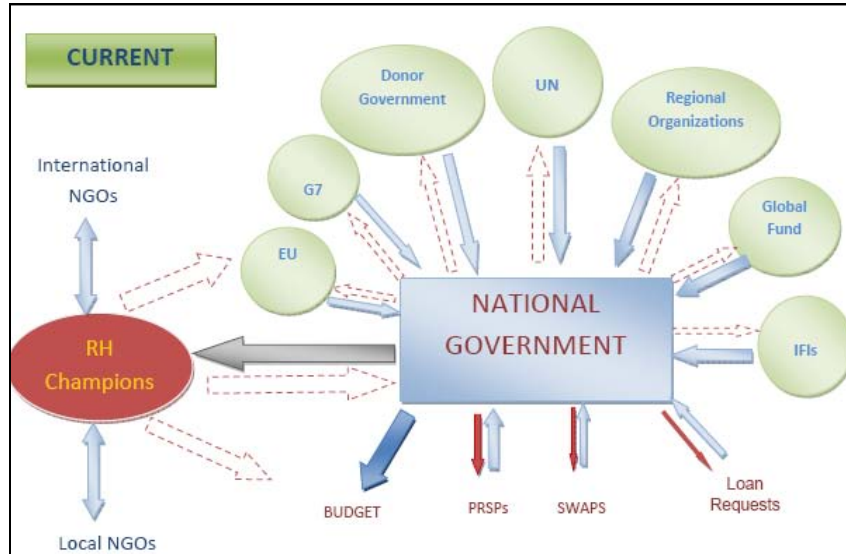 CURRENT
Donor
Government
UN
Regional
Organizations
International
NGOs
G7
Global
Fund
EU
NATIONAL
GOVERNMENT
IFIs
RH
Champions
BUDGET
PRSPs
SWAPS
Loan
Requests
Local NGOs